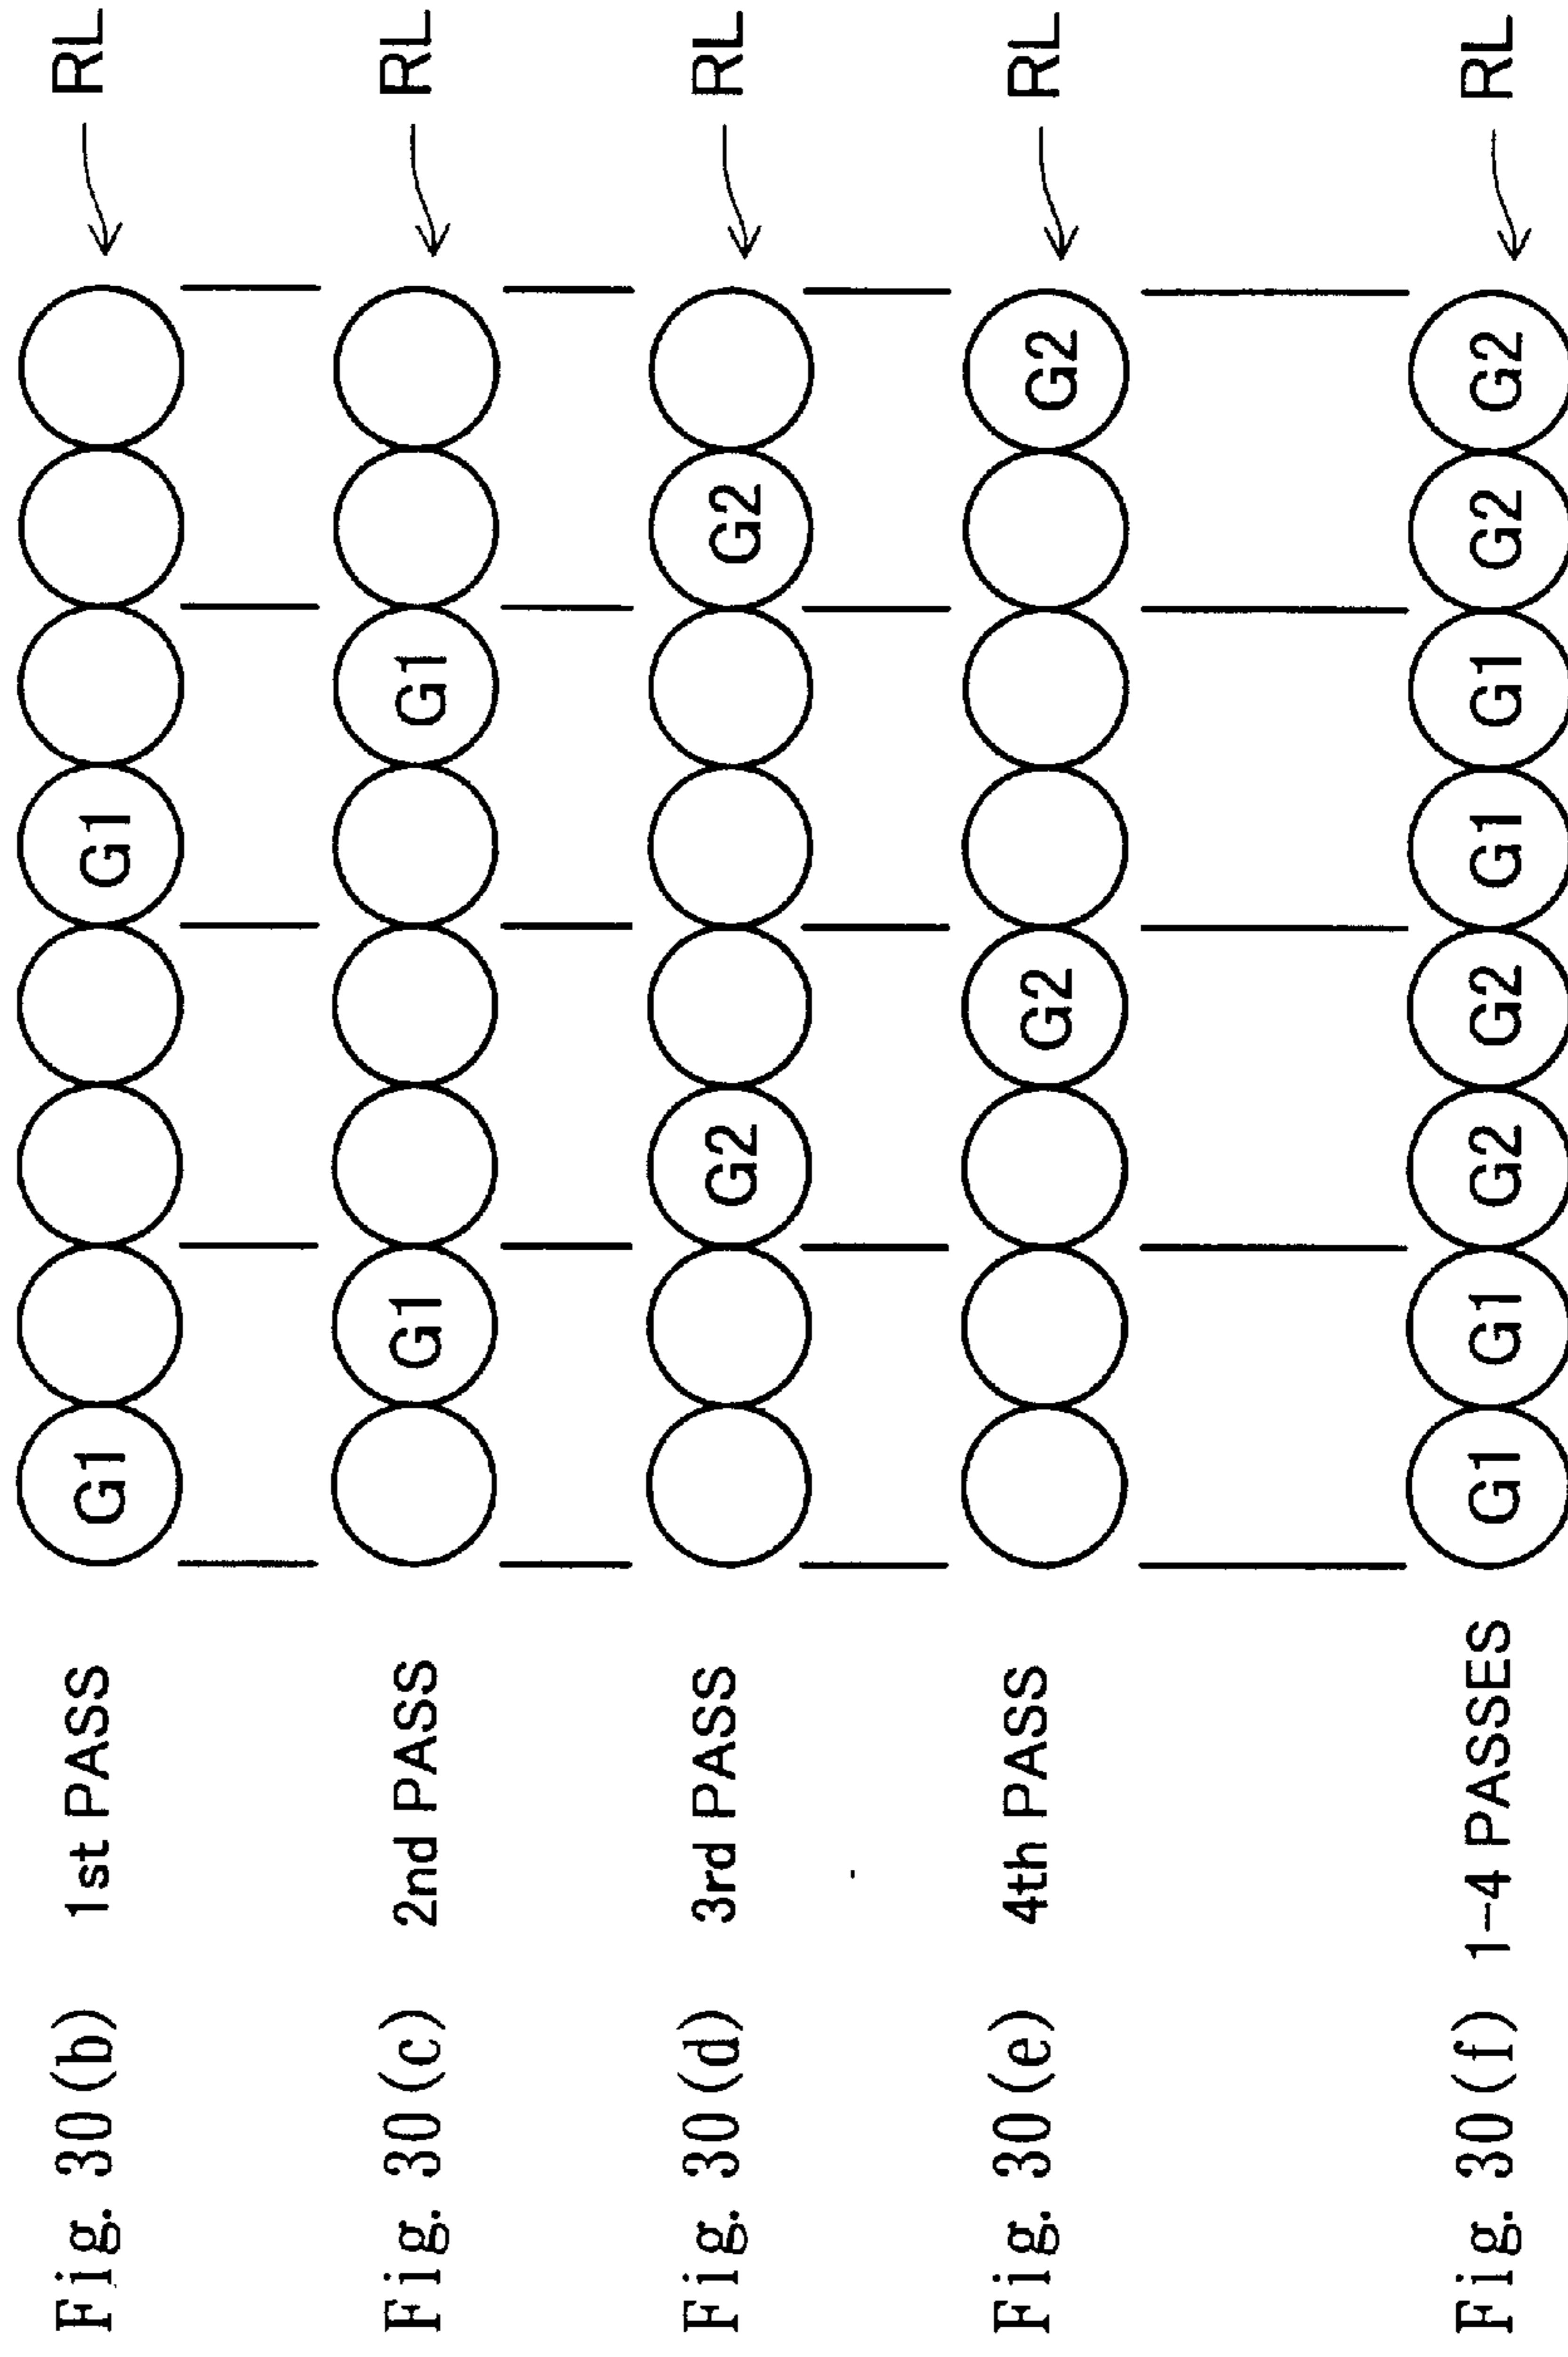 Fig. 30(b) 1st PASS G1 G1 RL
Fig. 30(c) 2nd PASS G1 G1 RL
Fig. 30(d) 3rd PASS G2 G2 RL
Fig. 30(e) 4th PASS G2 G2 RL
Fig. 30(f) 1-4 PASSES G1 G1 G2 G2 G1 G1 G2 G2 RL